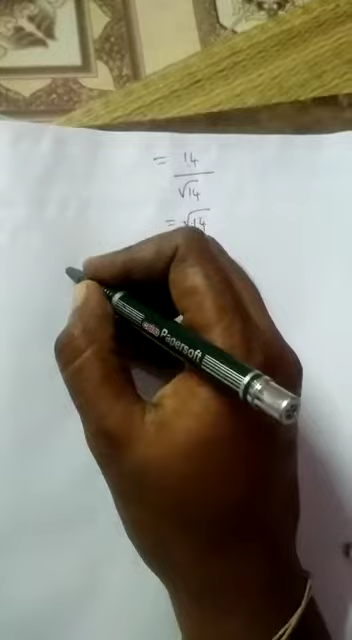 = 14
√14
= √14
Papersoft